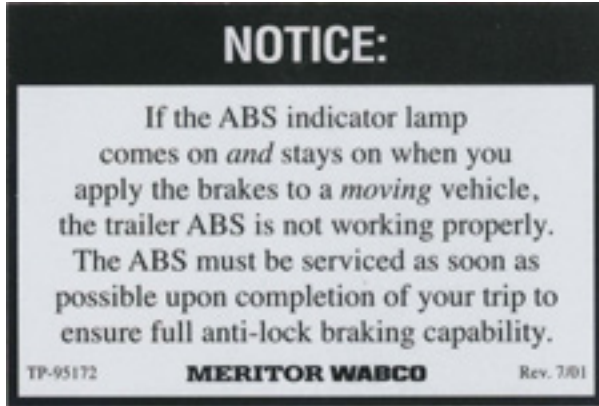 NOTICE:
If the ABS indicator lamp
comes on and stays on when you
apply the brakes to a moving vehicle,
the trailer ABS is not working properly.
The ABS must be serviced as soon as
possible upon completion of your trip to
ensure full anti-lock braking capability.
TP-95172 MERITOR WABCO Rev. 7/01